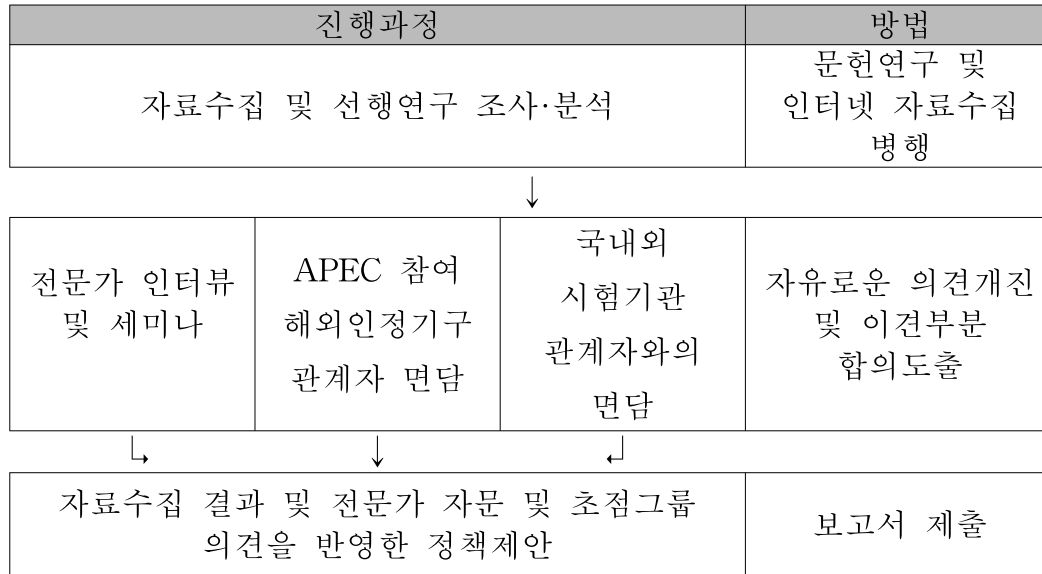 진행과정
방법
자료수집 및 선행연구 조사·분석
문헌연구 및
인터넷 자료수집
병행
↓
전문가 인터뷰
및 세미나
APEC 참여
해외인정기구
관계자 면담
국내외
시험기관
관계자와의
면담
자유로운 의견개진
및 이견부분
합의도출
↳ ↓ ↲
자료수집 결과 및 전문가 자문 및 초점그룹
의견을 반영한 정책제안
보고서 제출